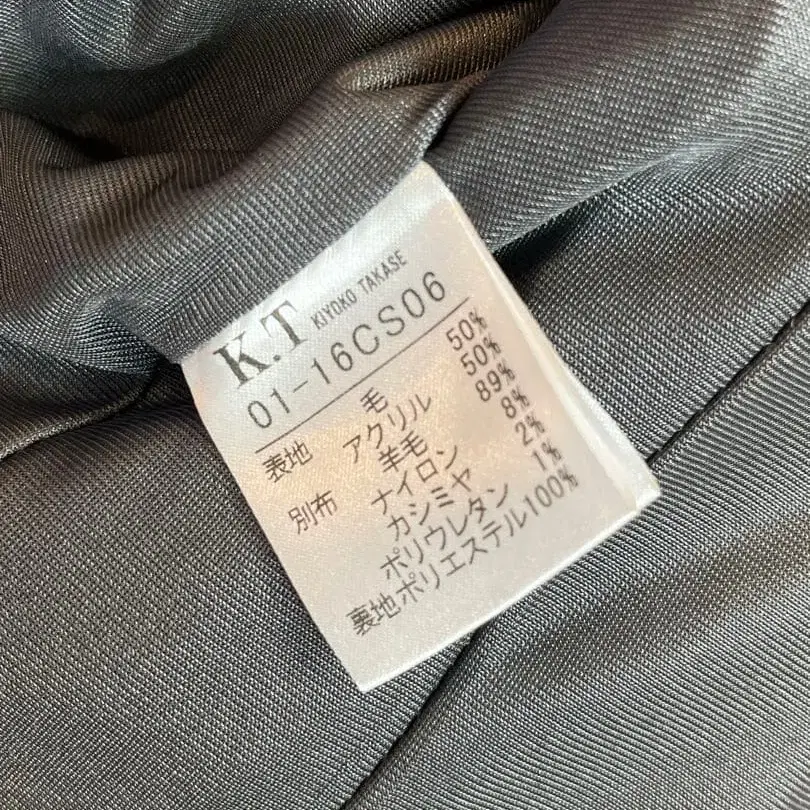 K.T KIYOKO TAKASE
01-16CS06
表地 毛 50%
アクリル 50%
別布 羊毛 89%
ナイロン 8%
カシミヤ 2%
ポリウレタン 1%
裏地ポリエステル100%